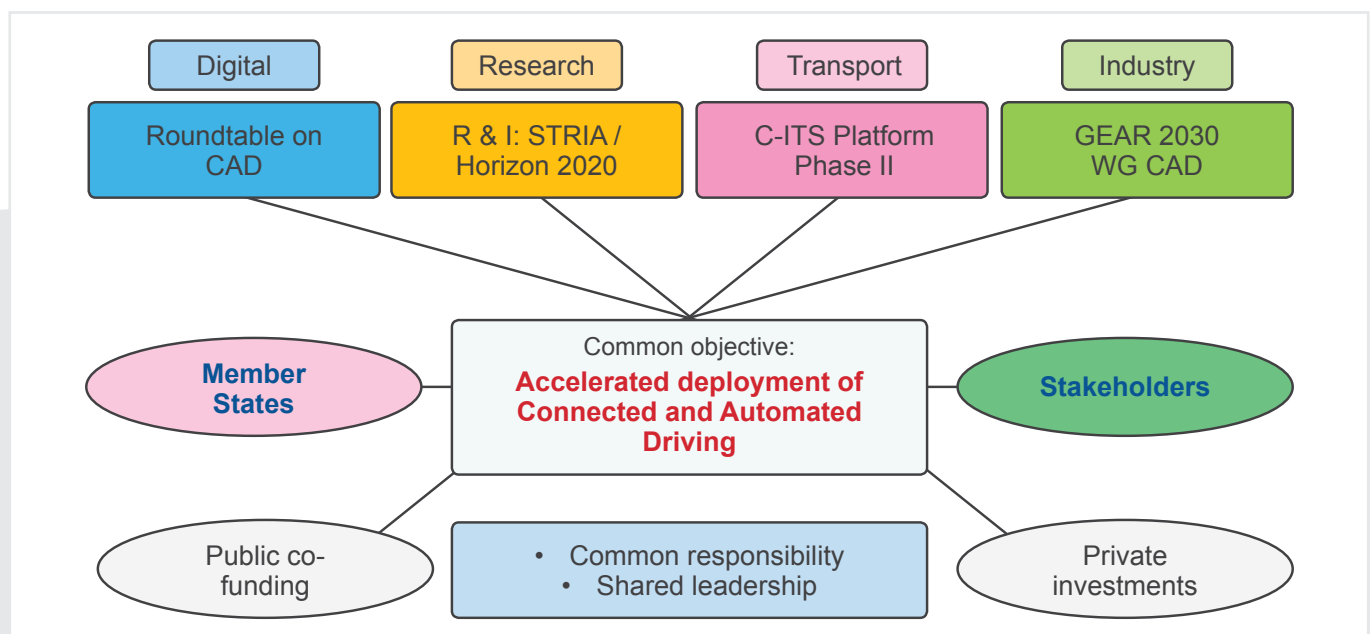 Digital
Research
Transport
Industry
Roundtable on
CAD
R & I: STRIA /
Horizon 2020
C-ITS Platform
Phase II
GEAR 2030
WG CAD
Common objective:
Accelerated deployment of
Connected and Automated
Driving
Member
States
Stakeholders
Public co-
funding
• Common responsibility
• Shared leadership
Private
investments